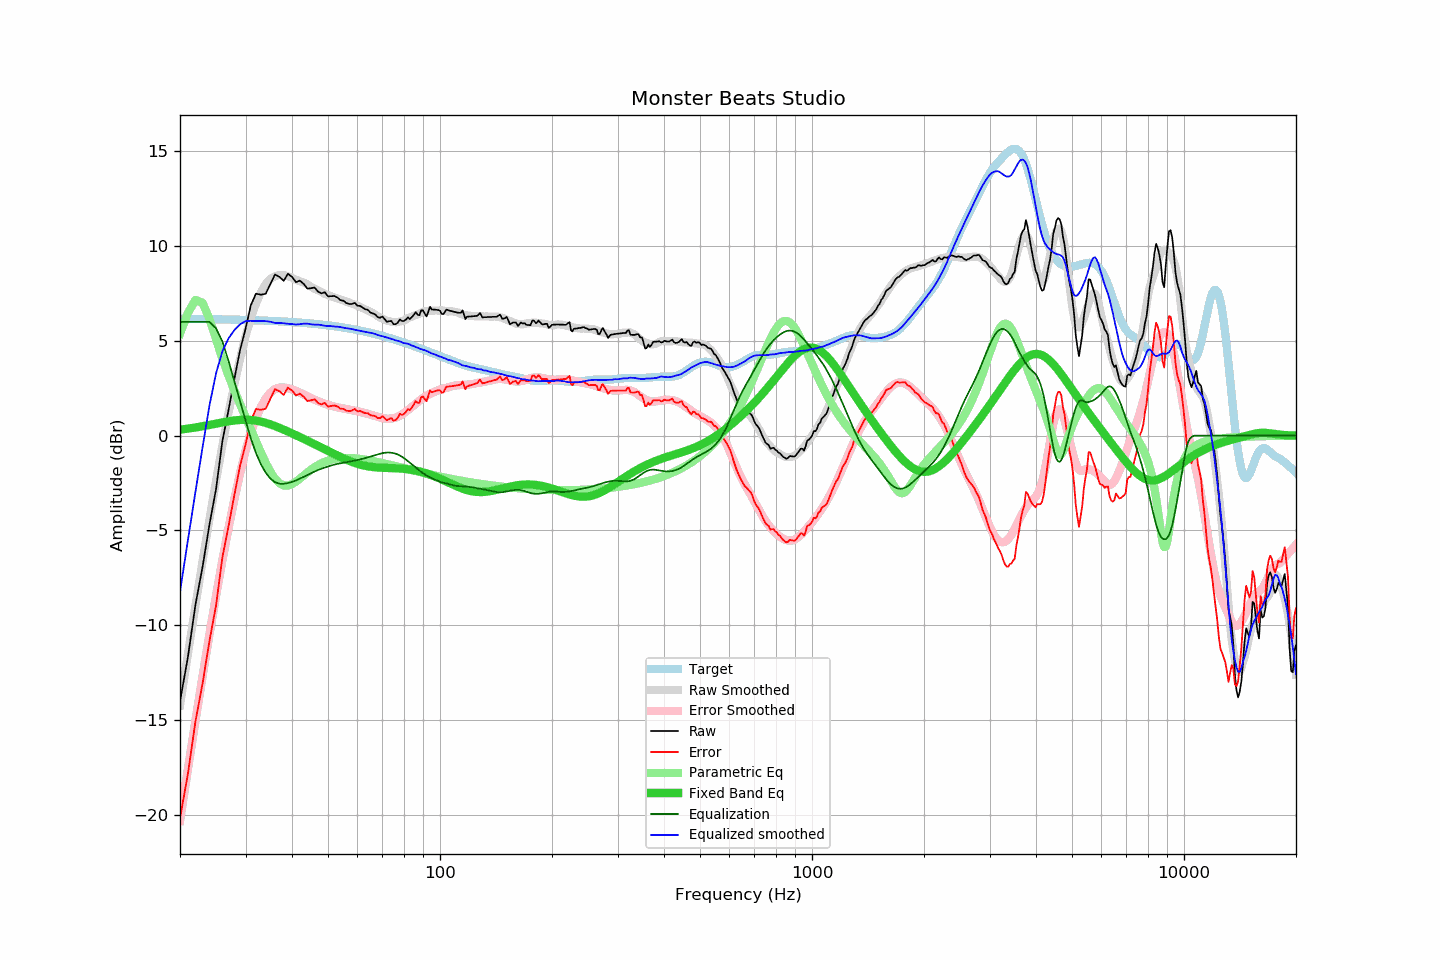 Monster Beats Studio
15
10
5
0
−5
−10
−15
−20
Amplitude (dBr)
Target
Raw Smoothed
Error Smoothed
Raw
Error
Parametric Eq
Fixed Band Eq
Equalization
Equalized smoothed
100
1000
10000
Frequency (Hz)